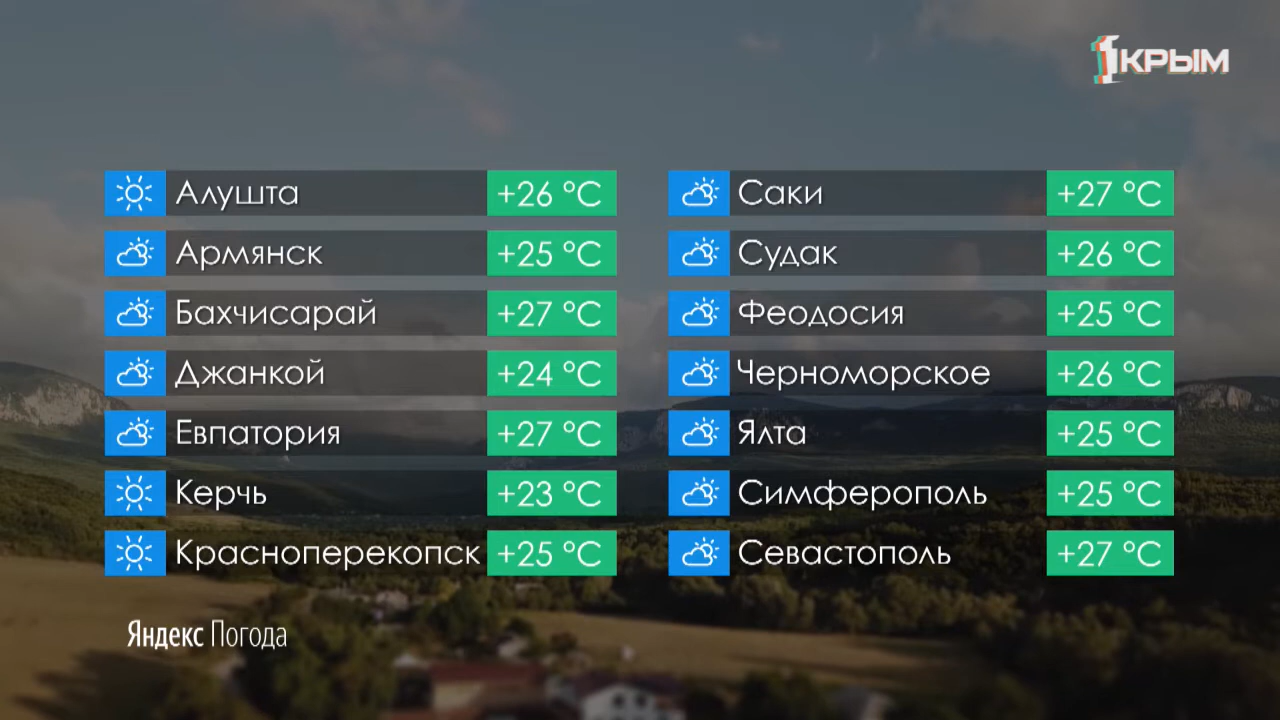 1КРЫМ
Алушта +26 °C
Армянск +25 °C
Бахчисарай +27 °C
Джанкой +24 °C
Евпатория +27 °C
Керчь +23 °C
Красноперекопск +25 °C
Саки +27 °C
Судак +26 °C
Феодосия +25 °C
Черноморское +26 °C
Ялта +25 °C
Симферополь +25 °C
Севастополь +27 °C
Яндекс Погода